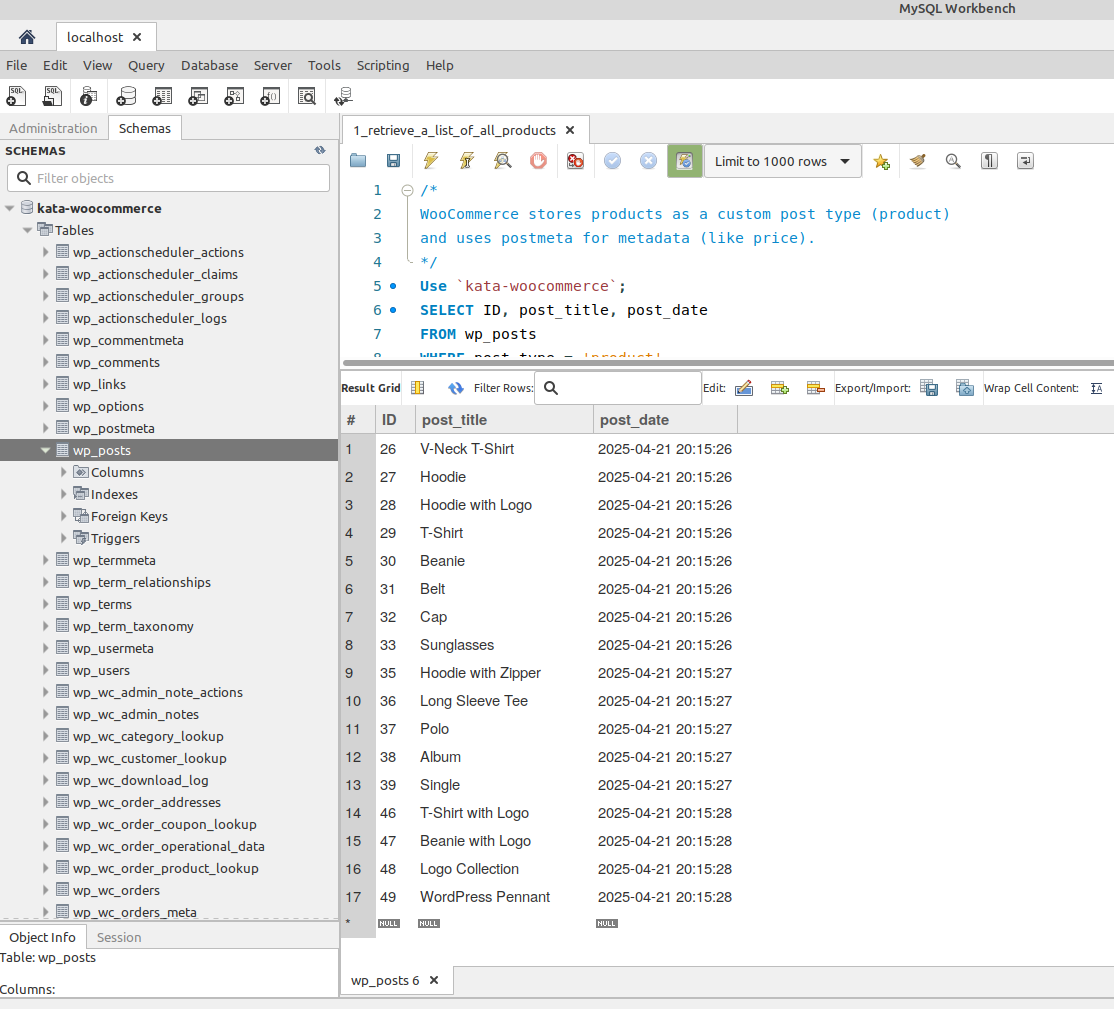 MySQL Workbench
localhost
File Edit View Query Database Server Tools Scripting Help
Administration Schemas
SCHEMAS
Filter objects
kata-woocommerce
Tables
wp_actionscheduler_actions
wp_actionscheduler_claims
wp_actionscheduler_groups
wp_actionscheduler_logs
wp_commentmeta
wp_comments
wp_links
wp_options
wp_postmeta
wp_posts
Columns
Indexes
Foreign Keys
Triggers
wp_termmeta
wp_term_relationships
wp_terms
wp_term_taxonomy
wp_usermeta
wp_users
wp_wc_admin_note_actions
wp_wc_admin_notes
wp_wc_category_lookup
wp_wc_customer_lookup
wp_wc_download_log
wp_wc_order_addresses
wp_wc_order_coupon_lookup
wp_wc_order_operational_data
wp_wc_order_product_lookup
wp_wc_orders
wp_wc_orders_meta
Object Info Session
Table: wp_posts
Columns:
1_retrieve_a_list_of_all_products
Limit to 1000 rows
1 /*
2 WooCommerce stores products as a custom post type (product)
3 and uses postmeta for metadata (like price).
4 */
5 Use `kata-woocommerce`;
6 SELECT ID, post_title, post_date
7 FROM wp_posts
8 WHERE post_type = 'product'
Result Grid Filter Rows: Edit: Export/Import: Wrap Cell Content:
# ID post_title post_date
1 26 V-Neck T-Shirt 2025-04-21 20:15:26
2 27 Hoodie 2025-04-21 20:15:26
3 28 Hoodie with Logo 2025-04-21 20:15:26
4 29 T-Shirt 2025-04-21 20:15:26
5 30 Beanie 2025-04-21 20:15:26
6 31 Belt 2025-04-21 20:15:26
7 32 Cap 2025-04-21 20:15:26
8 33 Sunglasses 2025-04-21 20:15:26
9 35 Hoodie with Zipper 2025-04-21 20:15:27
10 36 Long Sleeve Tee 2025-04-21 20:15:27
11 37 Polo 2025-04-21 20:15:27
12 38 Album 2025-04-21 20:15:27
13 39 Single 2025-04-21 20:15:27
14 46 T-Shirt with Logo 2025-04-21 20:15:28
15 47 Beanie with Logo 2025-04-21 20:15:28
16 48 Logo Collection 2025-04-21 20:15:28
17 49 WordPress Pennant 2025-04-21 20:15:28
* NULL NULL NULL
wp_posts 6